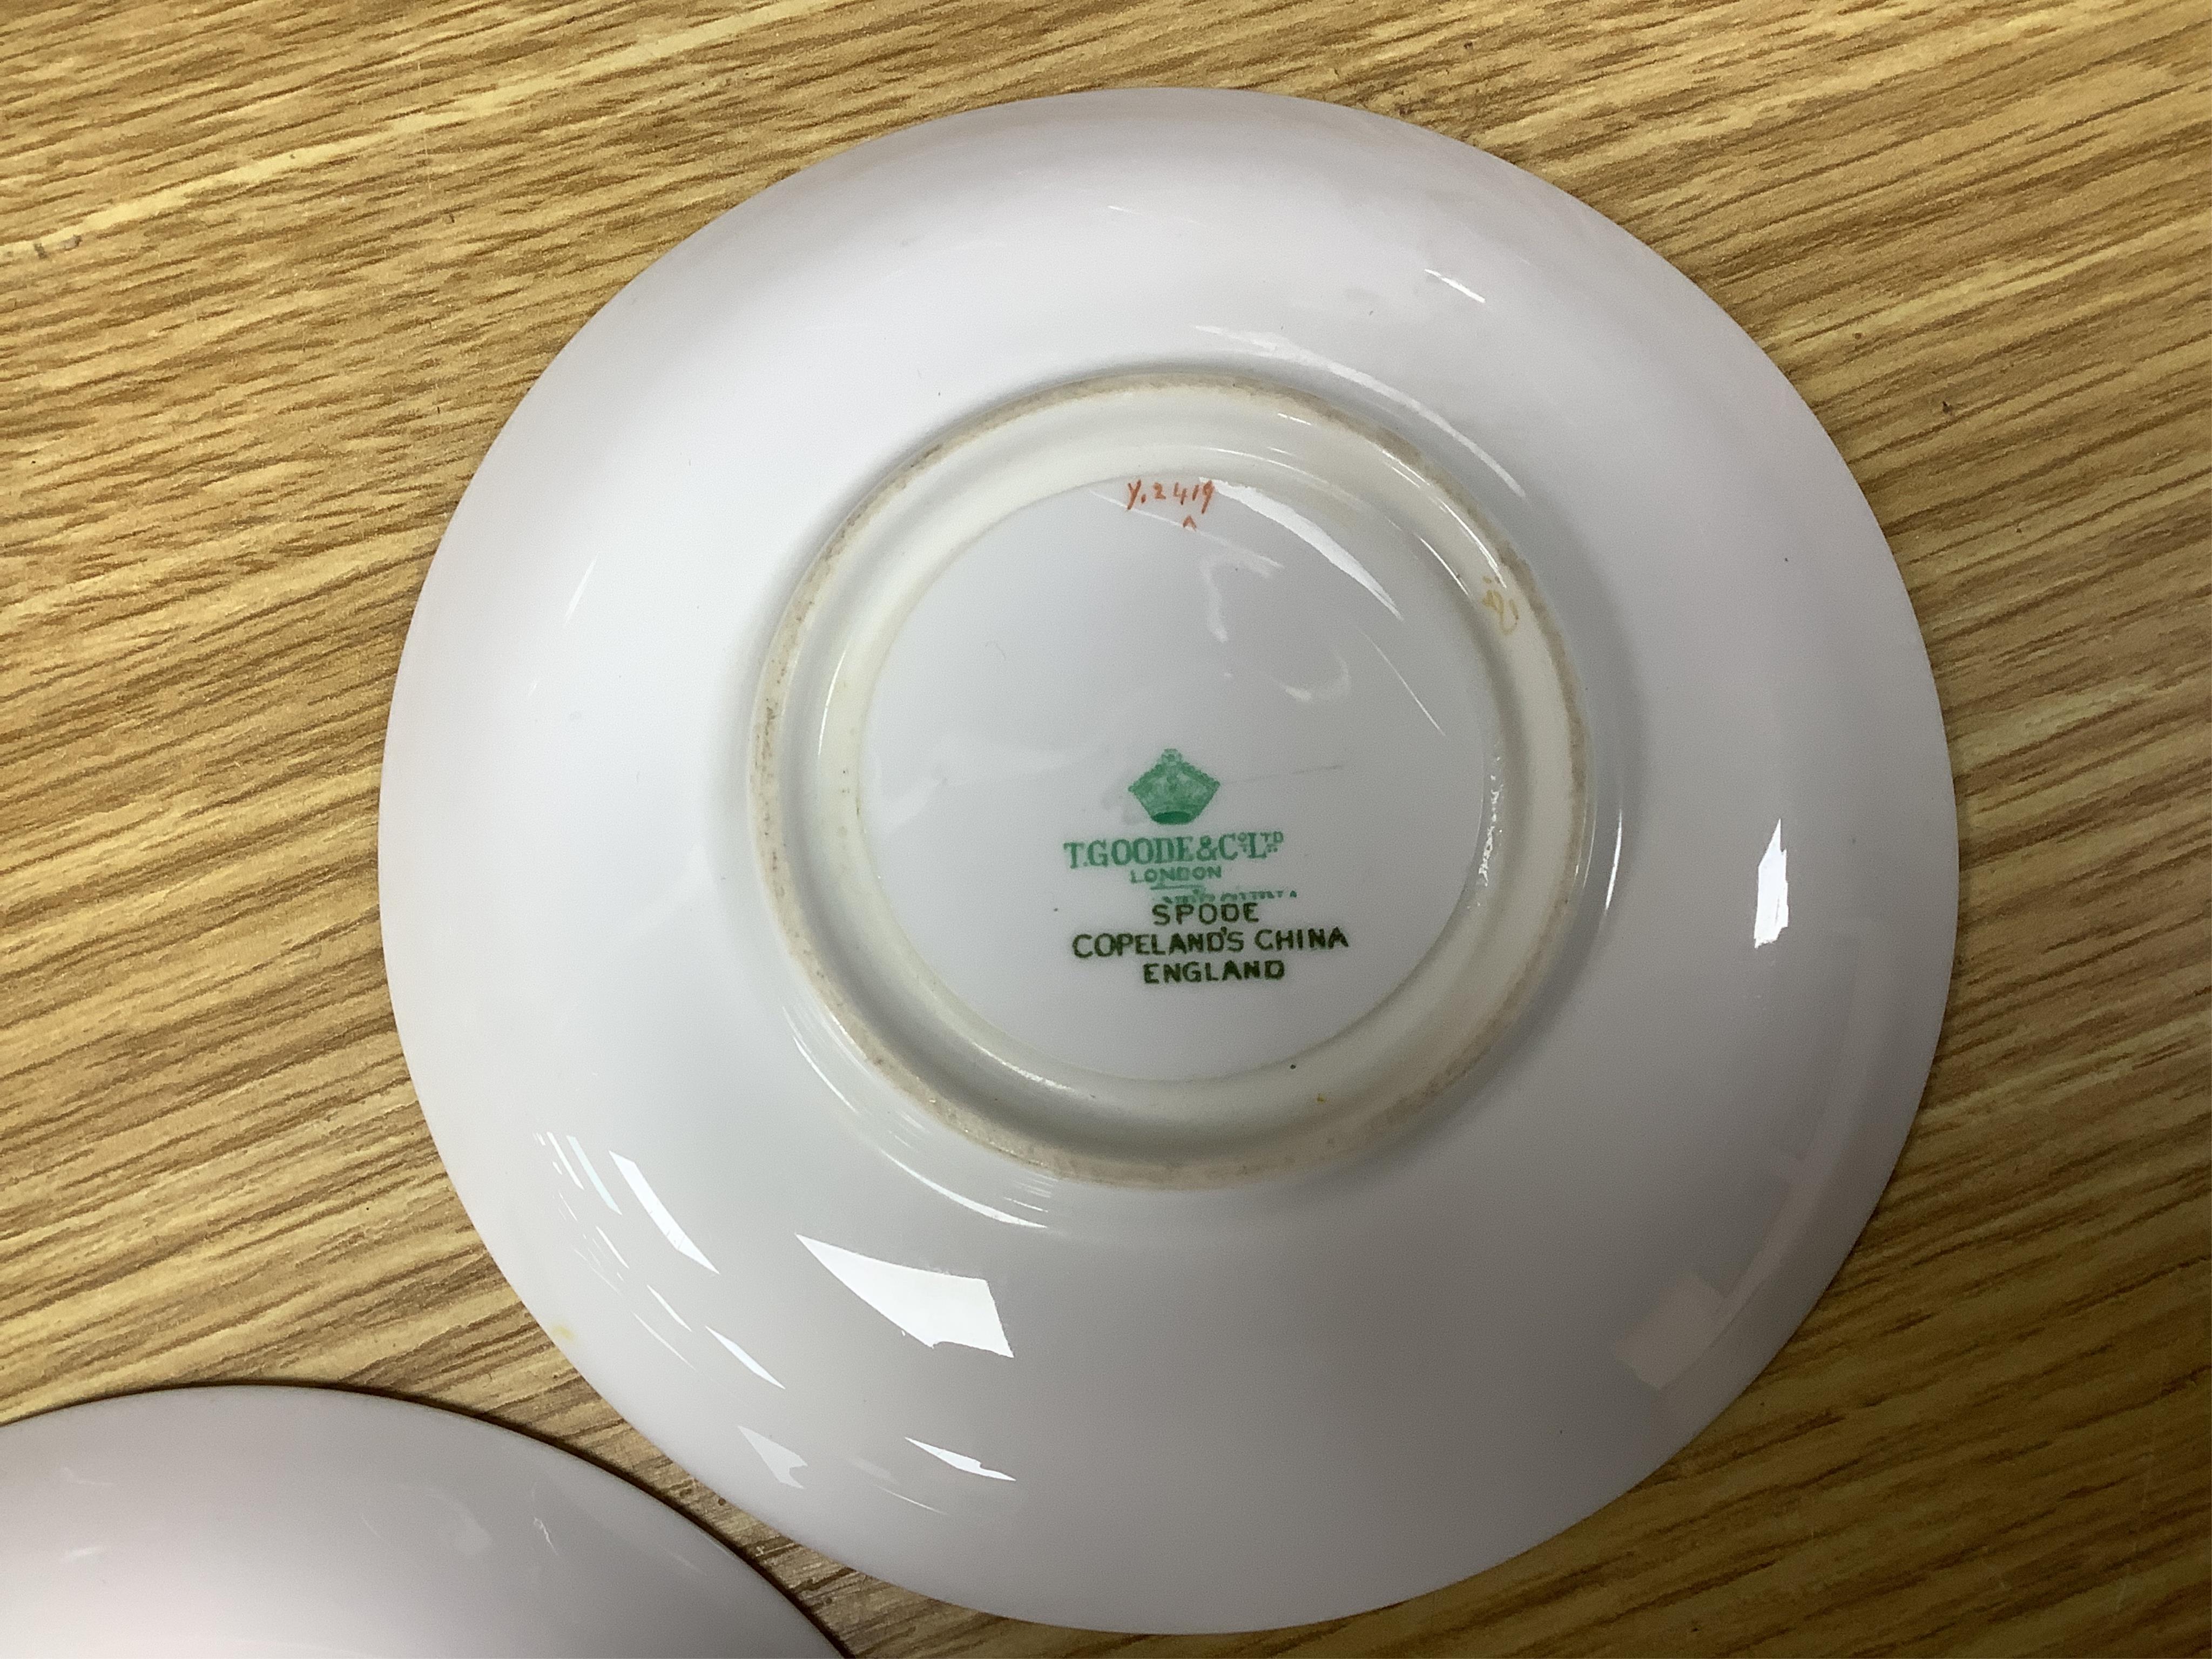 Y.2419
T.GOODE&Co.LTD
LONDON
SPODE
COPELAND'S CHINA
ENGLAND